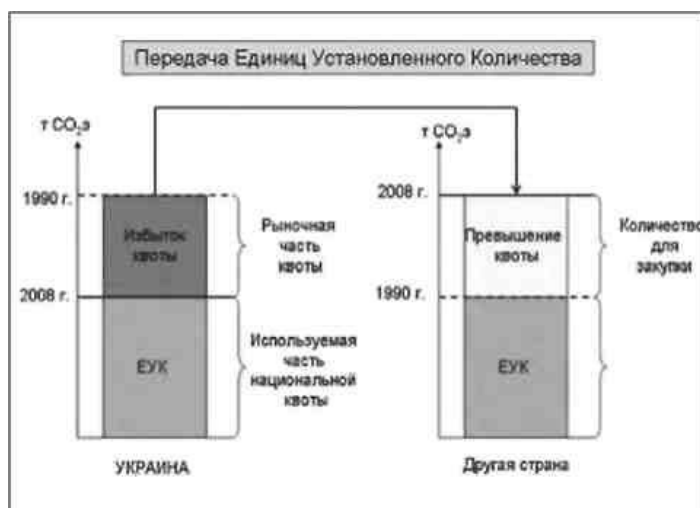 Передача Единиц Установленного Количества
т CO₂э
1990 г.
2008 г.
Избыток
квоты
ЕУК
Рыночная
часть
квоты
Используемая
часть
национальной
квоты
УКРАИНА
т CO₂э
2008 г.
1990 г.
Превышение
квоты
ЕУК
Количество
для
закупки
Другая страна